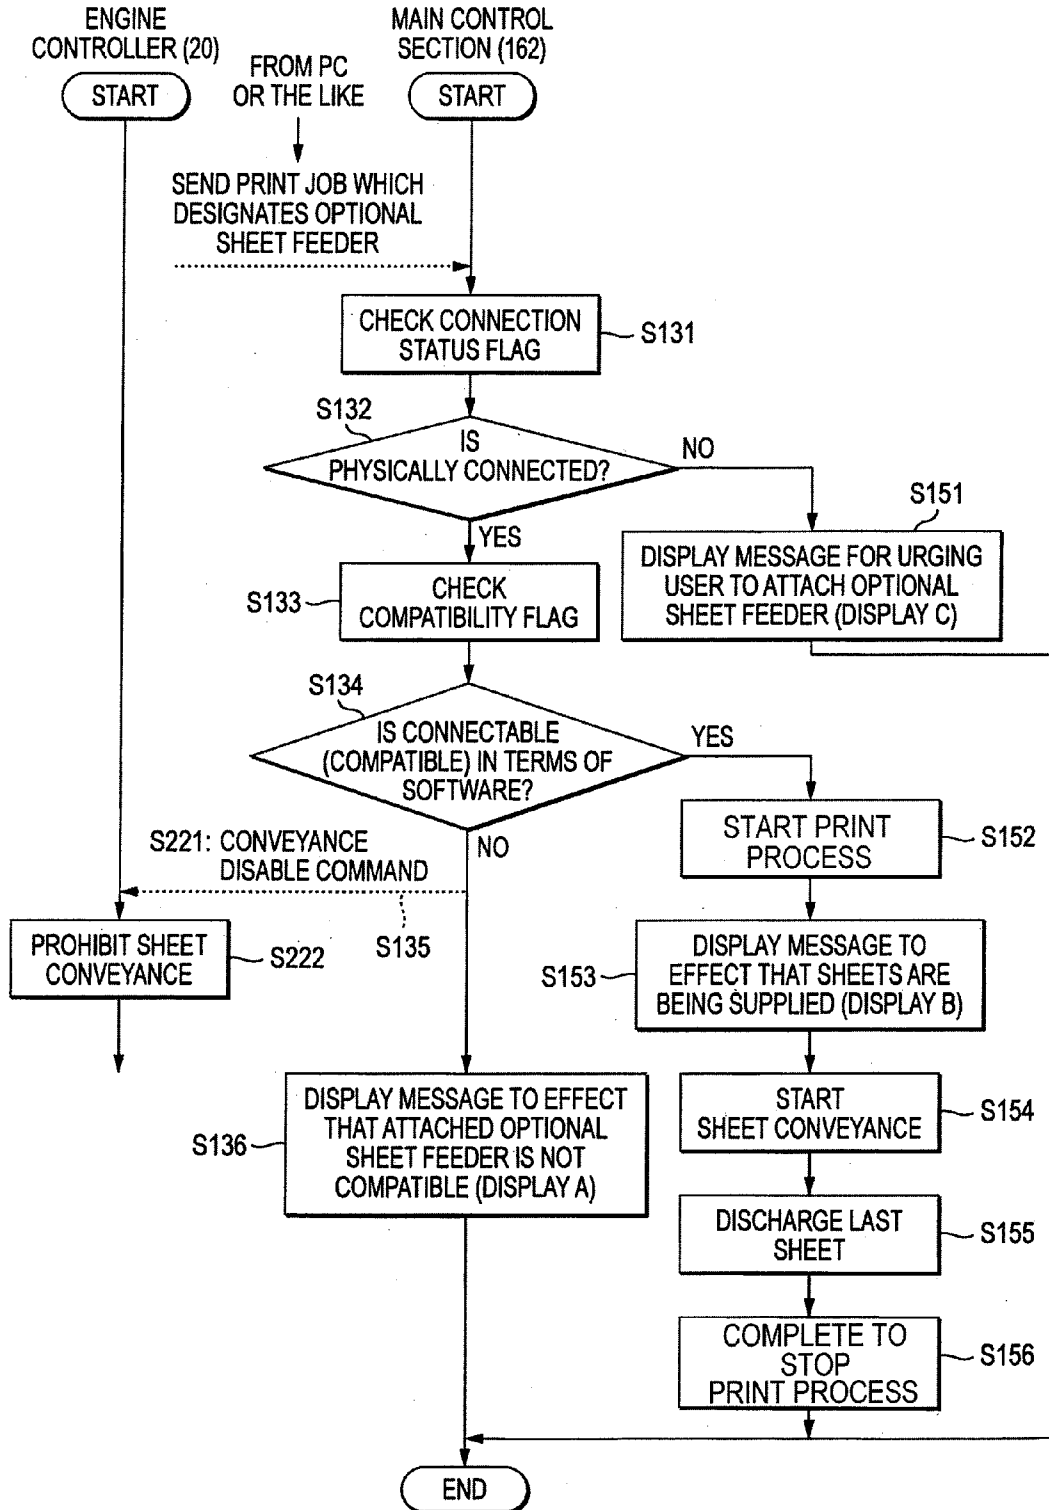 ENGINE
CONTROLLER (20)
START
FROM PC
OR THE LIKE
MAIN CONTROL
SECTION (162)
START
SEND PRINT JOB WHICH
DESIGNATES OPTIONAL
SHEET FEEDER
CHECK CONNECTION
STATUS FLAG
S131
S132
IS
PHYSICALLY CONNECTED?
NO
YES
S151
DISPLAY MESSAGE FOR URGING
USER TO ATTACH OPTIONAL
SHEET FEEDER (DISPLAY C)
S133
CHECK
COMPATIBILITY FLAG
S134
IS CONNECTABLE
(COMPATIBLE) IN TERMS OF
SOFTWARE?
YES
NO
S221: CONVEYANCE
DISABLE COMMAND
S135
PROHIBIT SHEET
CONVEYANCE
S222
START PRINT
PROCESS
S152
S153
DISPLAY MESSAGE TO
EFFECT THAT SHEETS ARE
BEING SUPPLIED (DISPLAY B)
S136
DISPLAY MESSAGE TO EFFECT
THAT ATTACHED OPTIONAL
SHEET FEEDER IS NOT
COMPATIBLE (DISPLAY A)
START
SHEET CONVEYANCE
S154
DISCHARGE LAST
SHEET
S155
COMPLETE TO
STOP
PRINT PROCESS
S156
END